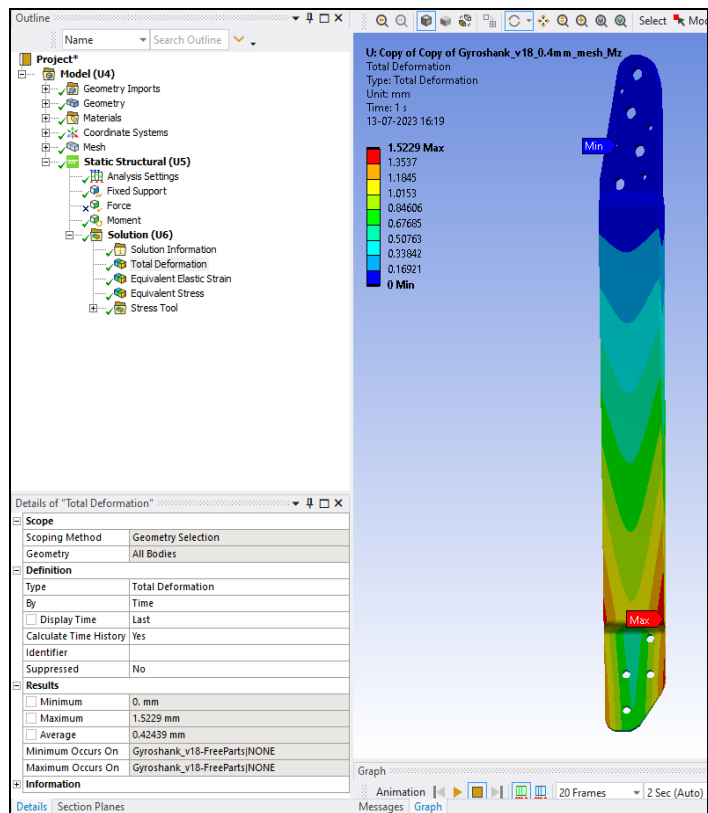 Outline
Name
Search Outline
Project*
Model (U4)
Geometry Imports
Geometry
Materials
Coordinate Systems
Mesh
Static Structural (U5)
Analysis Settings
Fixed Support
Force
Moment
Solution (U6)
Solution Information
Total Deformation
Equivalent Elastic Strain
Equivalent Stress
Stress Tool
Details of "Total Deformation"
Scope
Scoping Method Geometry Selection
Geometry All Bodies
Definition
Type Total Deformation
By Time
Display Time Last
Calculate Time History Yes
Identifier
Suppressed No
Results
Minimum 0. mm
Maximum 1.5229 mm
Average 0.42439 mm
Minimum Occurs On Gyroshank_v18-FreeParts|NONE
Maximum Occurs On Gyroshank_v18-FreeParts|NONE
Information
Details Section Planes
Select Mod
U: Copy of Copy of Gyroshank_v18_0.4mm_mesh_Mz
Total Deformation
Type: Total Deformation
Unit: mm
Time: 1 s
13-07-2023 16:19
1.5229 Max
1.3537
1.1845
1.0153
0.84606
0.67685
0.50763
0.33842
0.16921
0 Min
Min
Max
Graph
Animation 20 Frames 2 Sec (Auto)
Messages Graph